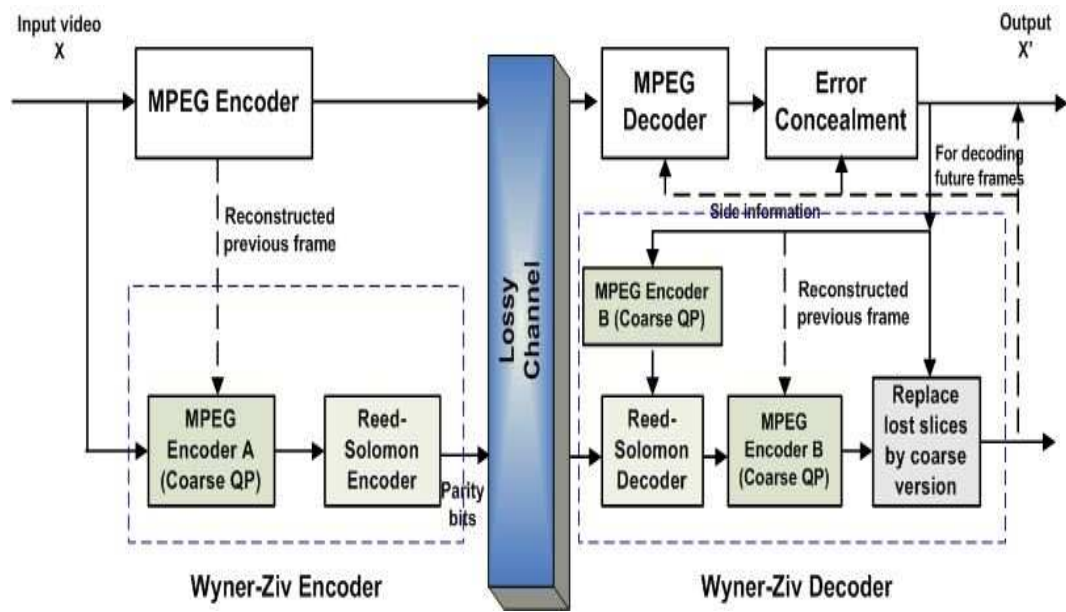 Input video
X
Output
X'
MPEG Encoder
MPEG
Decoder
Error
Concealment
For decoding
future frames
Reconstructed
previous frame
Side information
Lossy
Channel
MPEG Encoder
B (Coarse QP)
Reconstructed
previous frame
MPEG
Encoder A
(Coarse QP)
Reed-
Solomon
Encoder
Parity
bits
Reed-
Solomon
Decoder
MPEG
Encoder B
(Coarse QP)
Replace
lost slices
by coarse
version
Wyner-Ziv Encoder
Wyner-Ziv Decoder